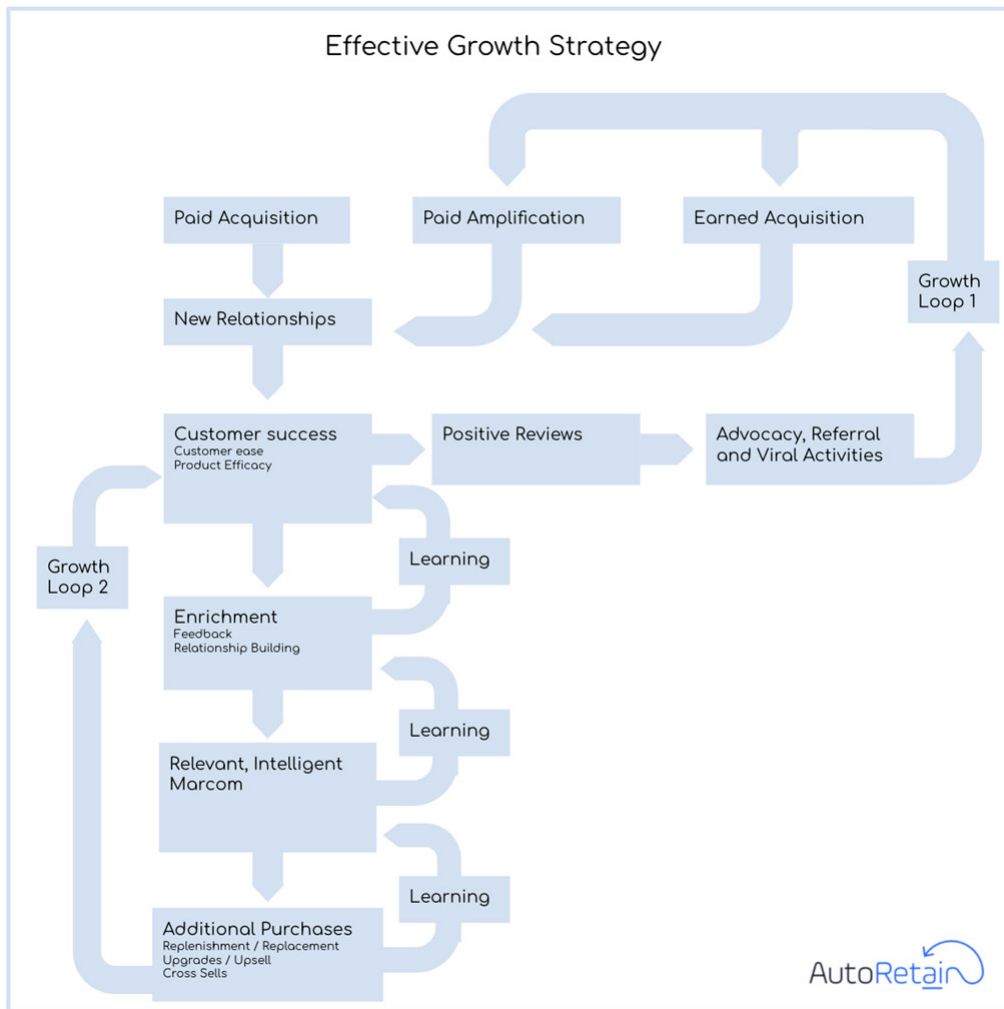 Effective Growth Strategy
Paid Acquisition
Paid Amplification
Earned Acquisition
Growth
Loop 1
New Relationships
Customer success
Customer ease
Product Efficacy
Positive Reviews
Advocacy, Referral
and Viral Activities
Growth
Loop 2
Learning
Enrichment
Feedback
Relationship Building
Learning
Relevant, Intelligent
Marcom
Learning
Additional Purchases
Replenishment / Replacement
Upgrades / Upsell
Cross Sells
AutoRetain